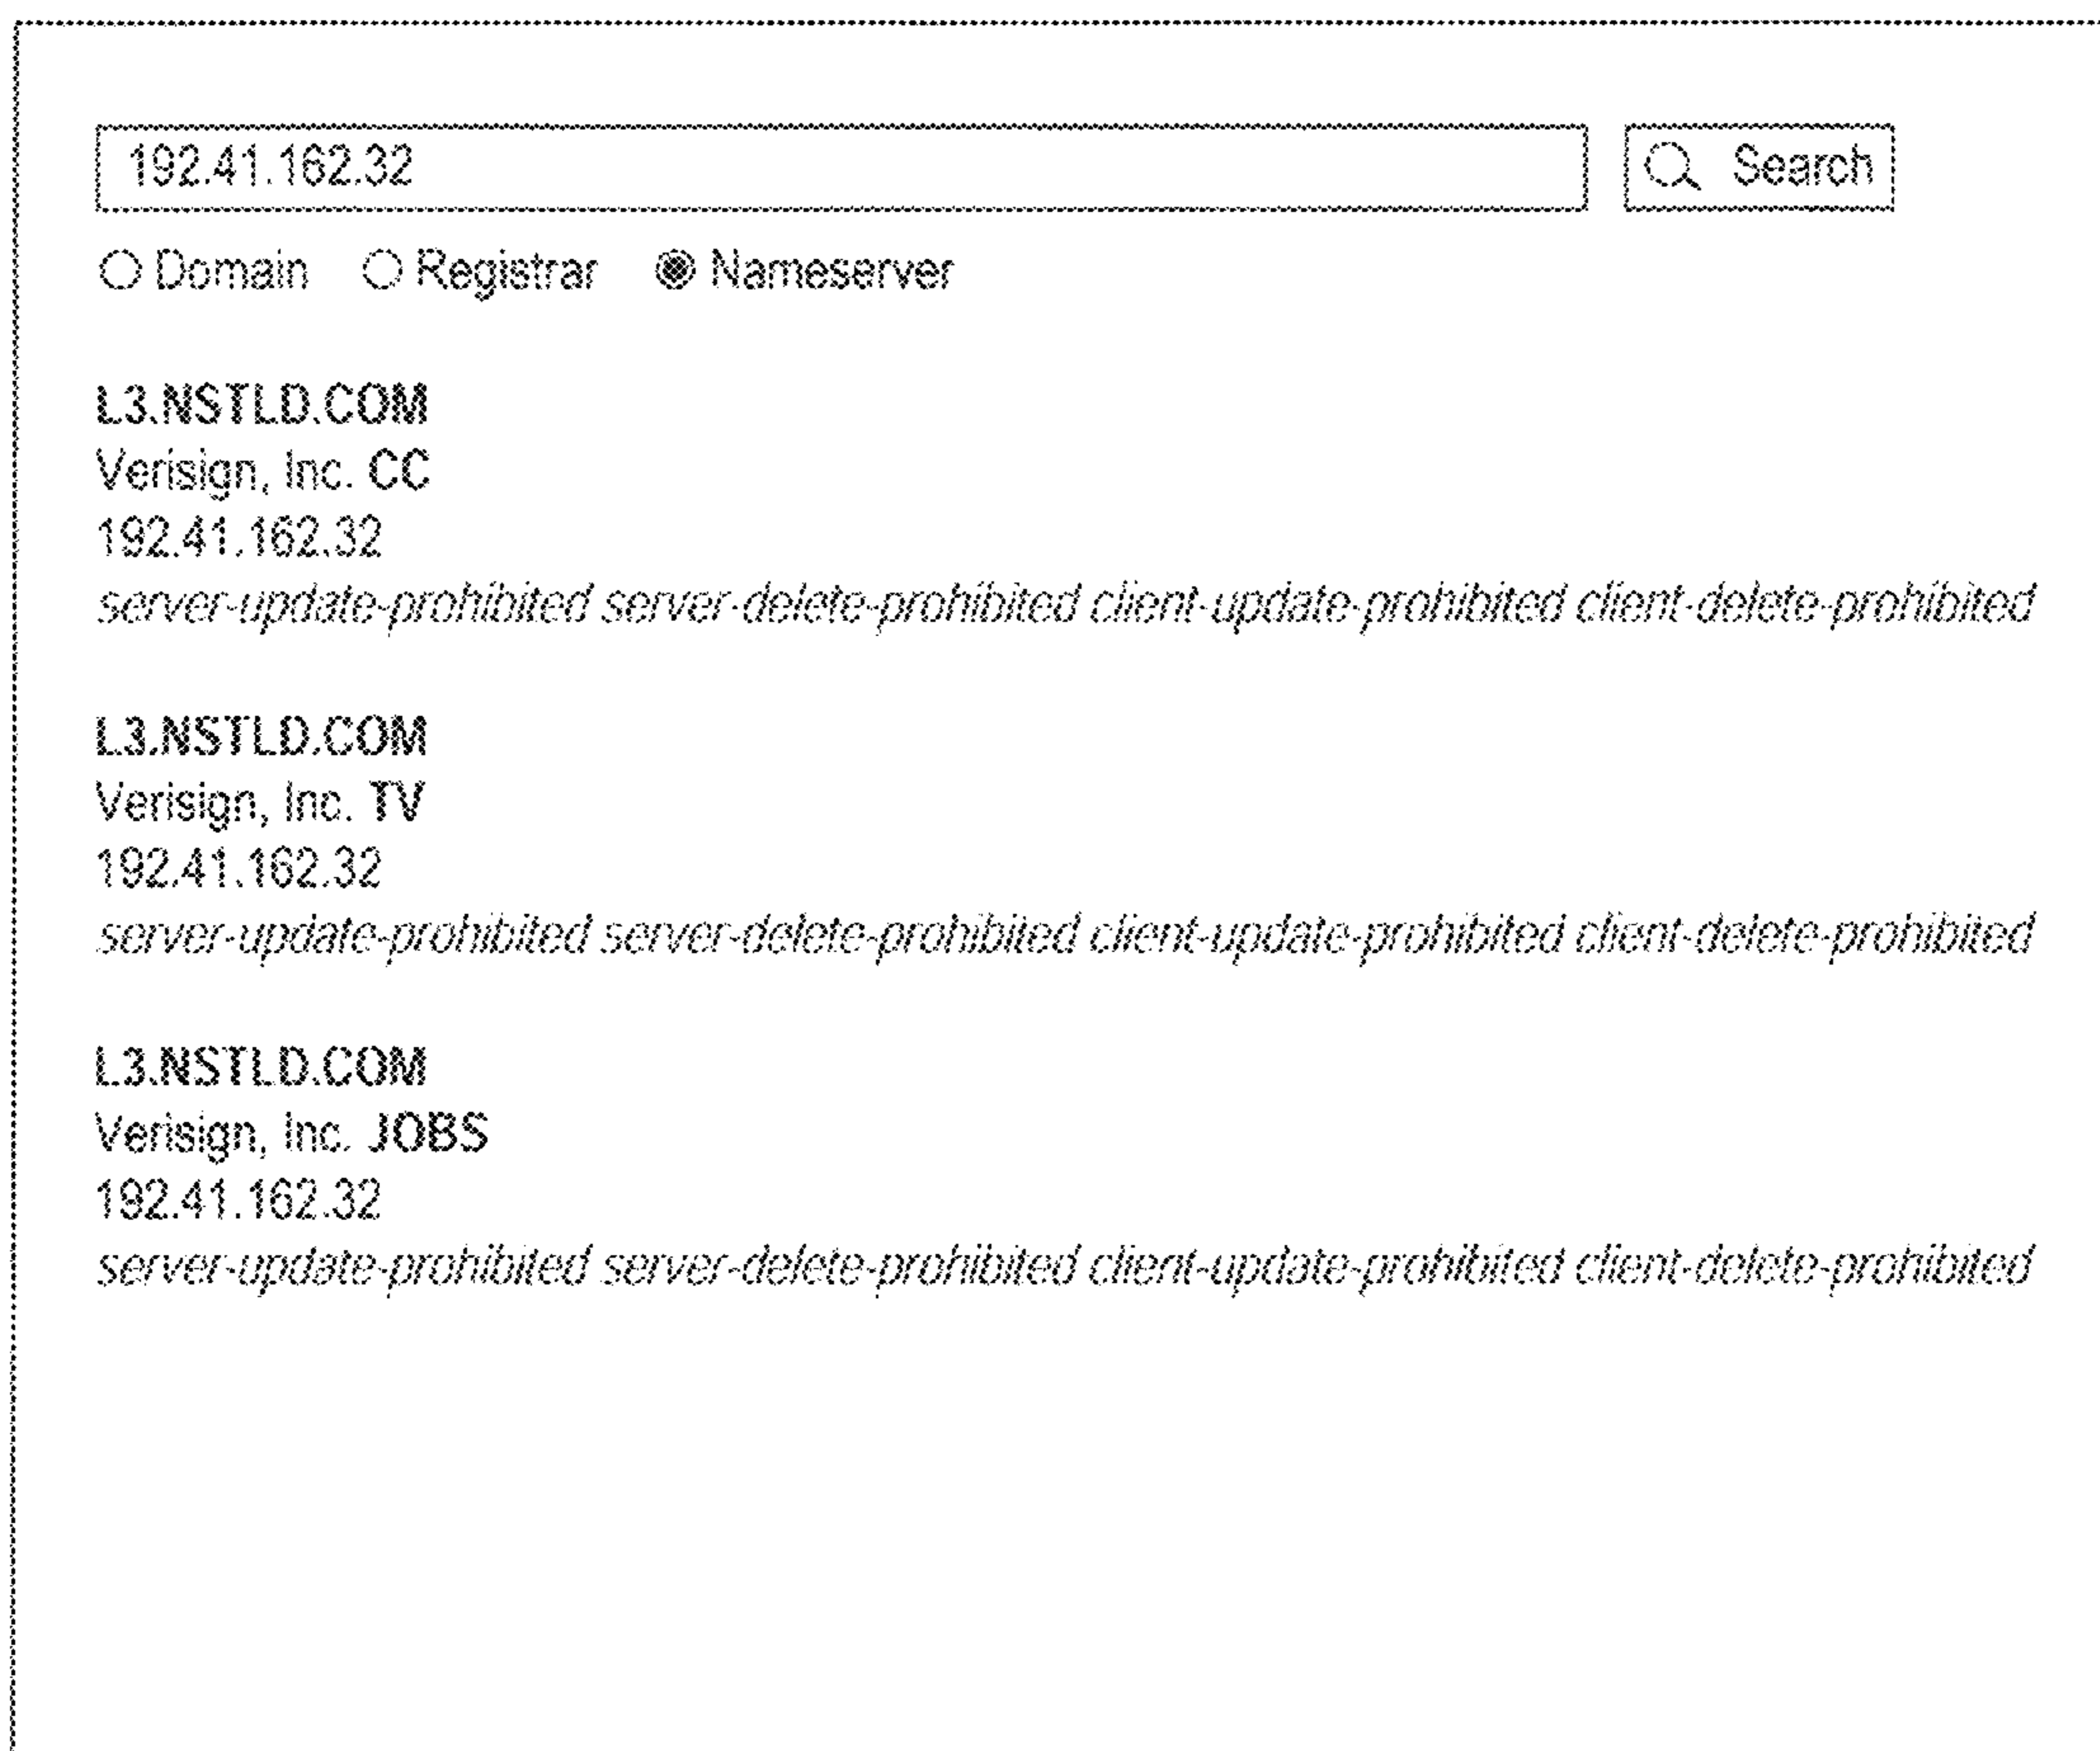 192.41.162.32 Search
Domain Registrar Nameserver
L3.NSTLD.COM
Verisign, Inc. CC
192.41.162.32
server-update-prohibited server-delete-prohibited client-update-prohibited client-delete-prohibited
L3.NSTLD.COM
Verisign, Inc. TV
192.41.162.32
server-update-prohibited server-delete-prohibited client-update-prohibited client-delete-prohibited
L3.NSTLD.COM
Verisign, Inc. JOBS
192.41.162.32
server-update-prohibited server-delete-prohibited client-update-prohibited client-delete-prohibited